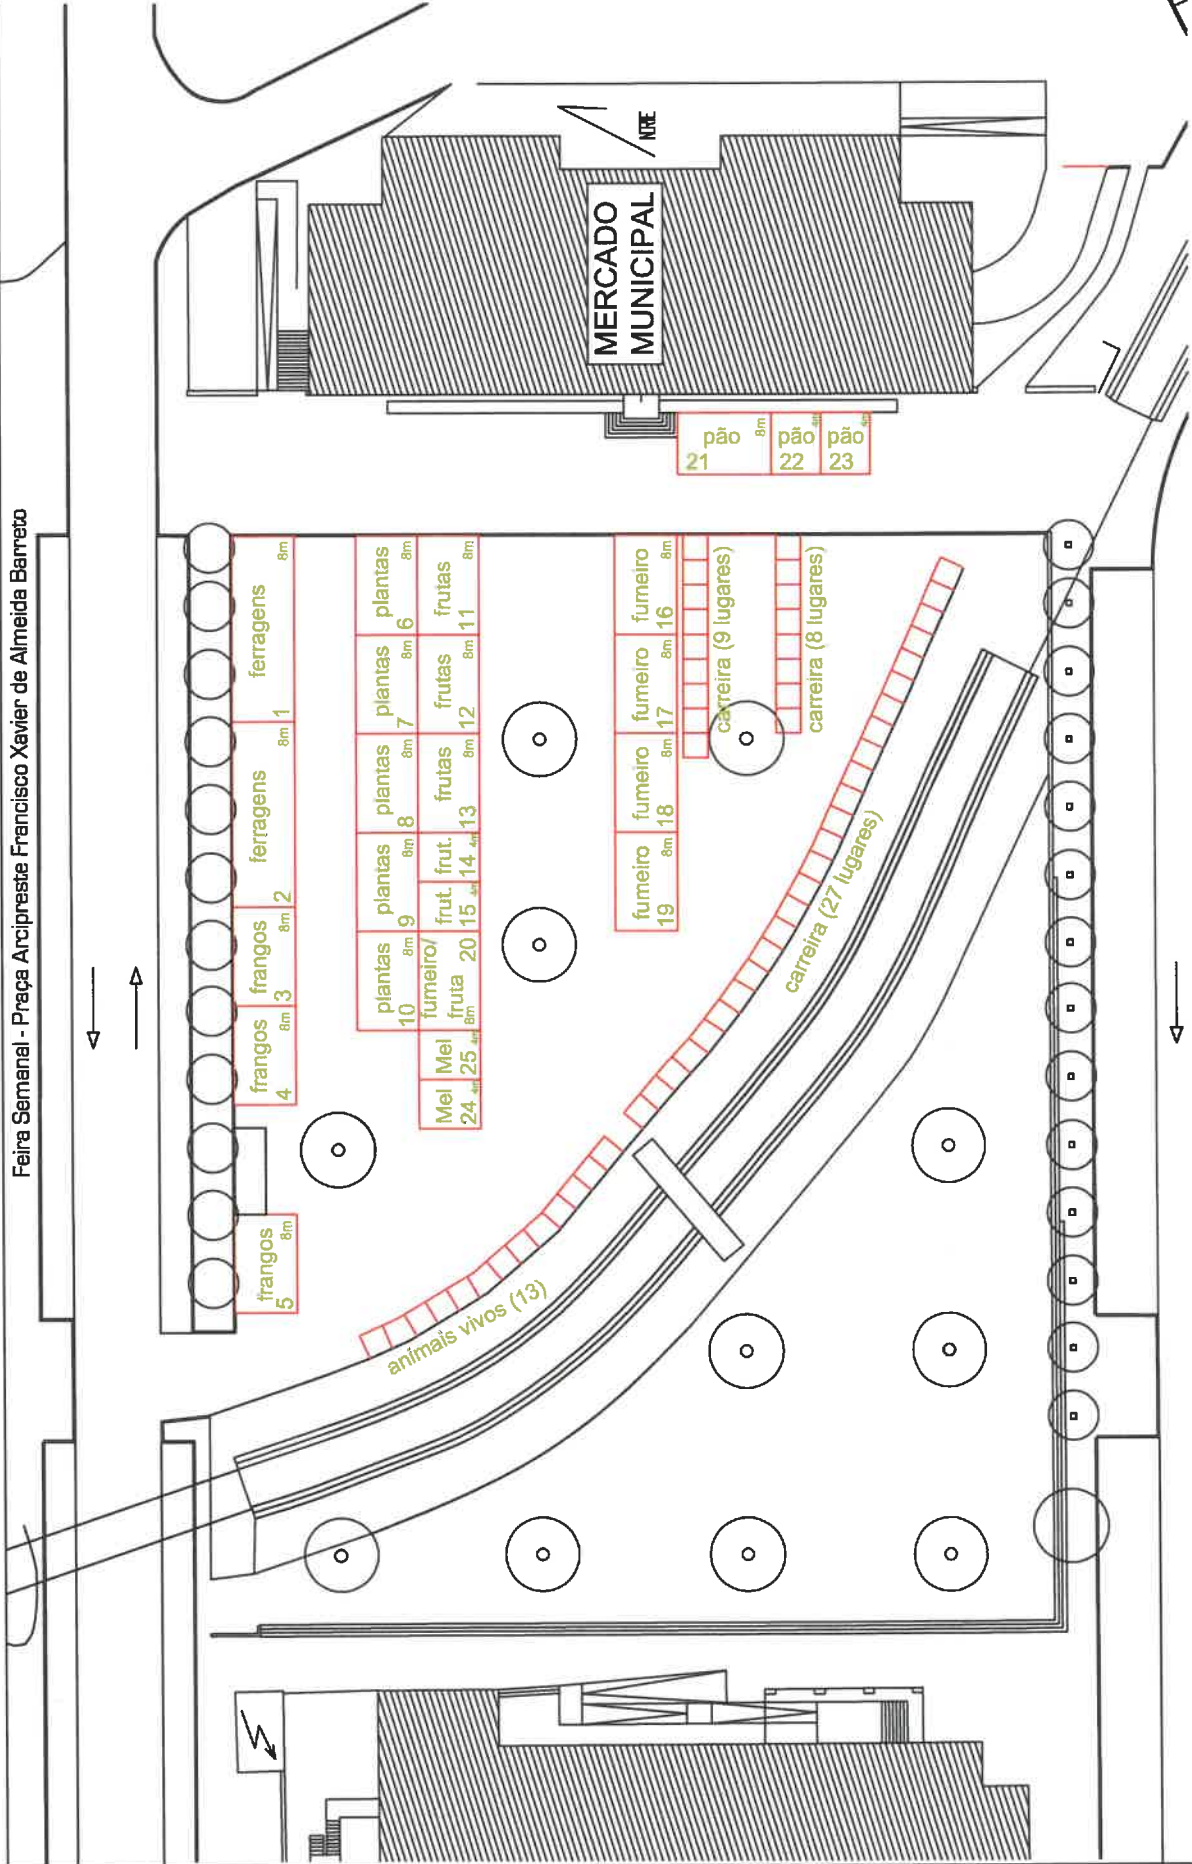 Feira Semanal - Praça Arcipreste Francisco Xavier de Almeida Barreto
MERCADO
MUNICIPAL
NORTE
ferragens
1
8m
ferragens
2
8m
frangos
3
8m
frangos
4
8m
frangos
5
8m
plantas
6
8m
plantas
7
8m
plantas
8
8m
plantas
9
8m
plantas
10
8m
frutas
11
8m
frutas
12
8m
frutas
13
8m
frut.
14
4m
frut.
15
4m
fumeiro/
fruta
20
8m
Mel
25
4m
Mel
24
4m
fumeiro
16
8m
fumeiro
17
8m
fumeiro
18
8m
fumeiro
19
8m
pão
21
8m
pão
22
4m
pão
23
4m
carreira (9 lugares)
carreira (8 lugares)
carreira (27 lugares)
animais vivos (13)